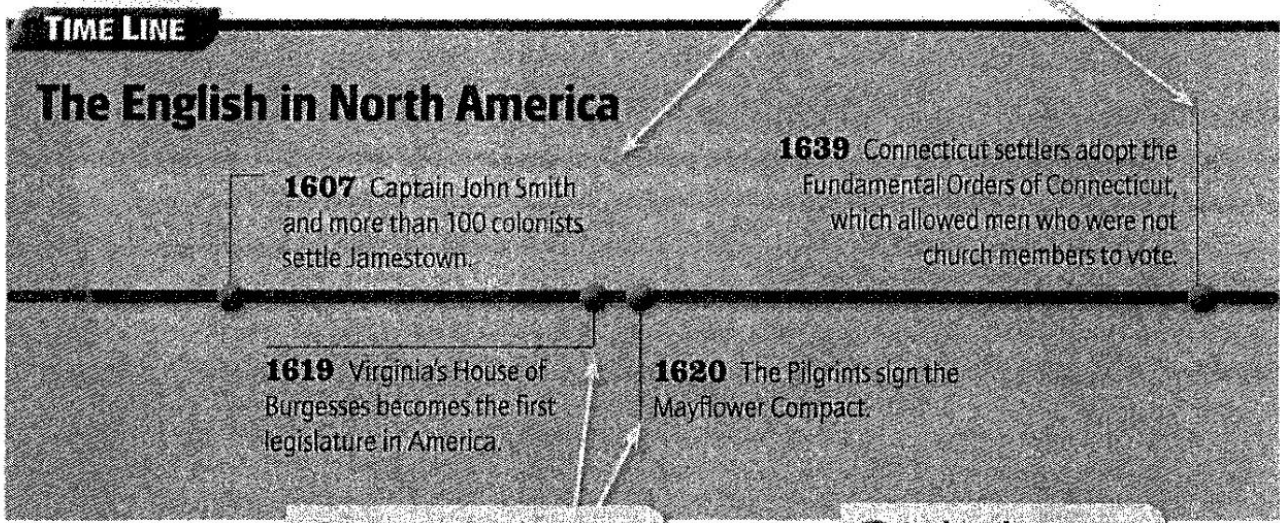 TIME LINE
The English in North America
1607 Captain John Smith
and more than 100 colonists
settle Jamestown.
1639 Connecticut settlers adopt the
Fundamental Orders of Connecticut,
which allowed men who were not
church members to vote.
1619 Virginia's House of
Burgesses becomes the first
legislature in America.
1620 The Pilgrims sign the
Mayflower Compact.